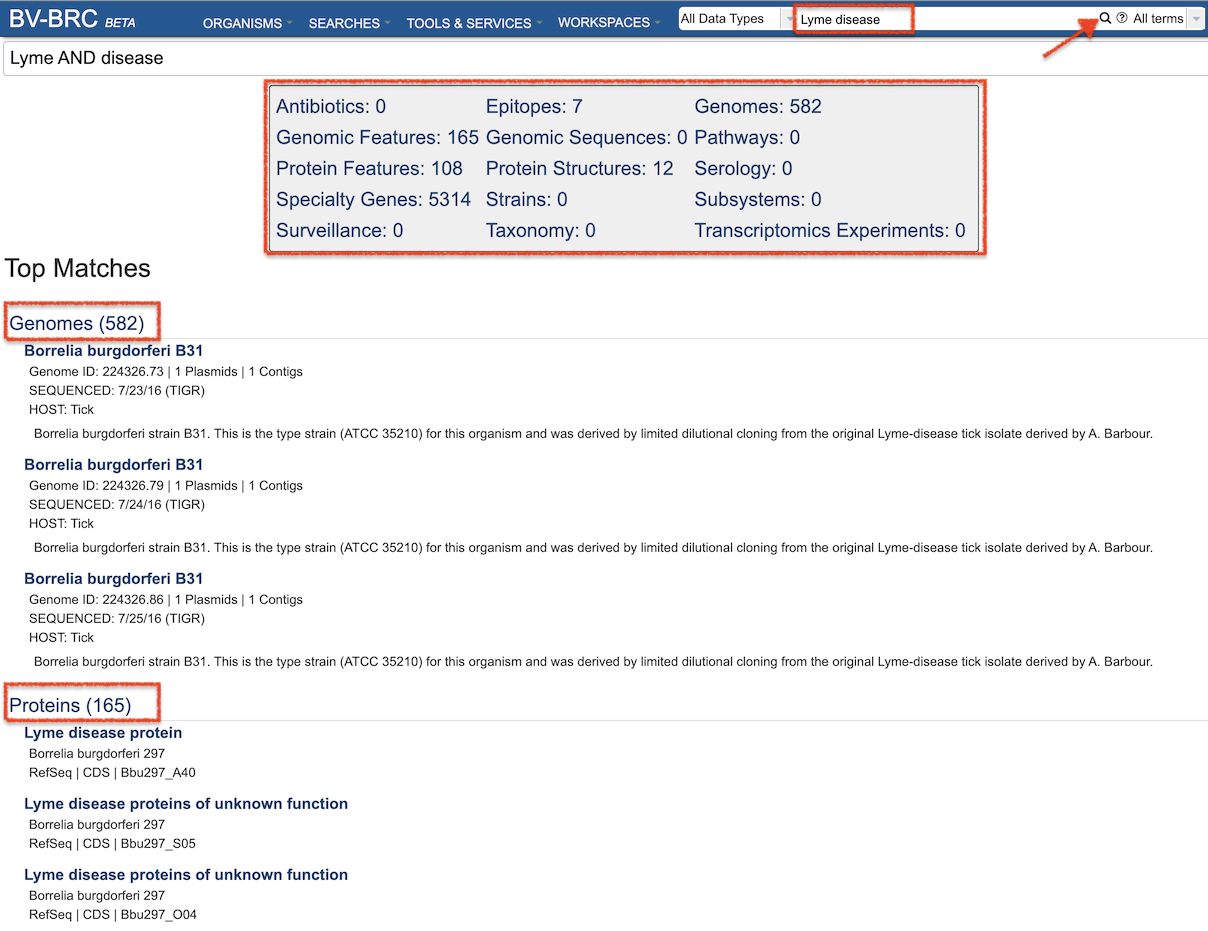 BV-BRC BETA ORGANISMS SEARCHES TOOLS & SERVICES WORKSPACES All Data Types Lyme disease All terms
Lyme AND disease
Antibiotics: 0 Epitopes: 7 Genomes: 582
Genomic Features: 165 Genomic Sequences: 0 Pathways: 0
Protein Features: 108 Protein Structures: 12 Serology: 0
Specialty Genes: 5314 Strains: 0 Subsystems: 0
Surveillance: 0 Taxonomy: 0 Transcriptomics Experiments: 0
Top Matches
Genomes (582)
Borrelia burgdorferi B31
Genome ID: 224326.73 | 1 Plasmids | 1 Contigs
SEQUENCED: 7/23/16 (TIGR)
HOST: Tick
Borrelia burgdorferi strain B31. This is the type strain (ATCC 35210) for this organism and was derived by limited dilutional cloning from the original Lyme-disease tick isolate derived by A. Barbour.
Borrelia burgdorferi B31
Genome ID: 224326.79 | 1 Plasmids | 1 Contigs
SEQUENCED: 7/24/16 (TIGR)
HOST: Tick
Borrelia burgdorferi strain B31. This is the type strain (ATCC 35210) for this organism and was derived by limited dilutional cloning from the original Lyme-disease tick isolate derived by A. Barbour.
Borrelia burgdorferi B31
Genome ID: 224326.86 | 1 Plasmids | 1 Contigs
SEQUENCED: 7/25/16 (TIGR)
HOST: Tick
Borrelia burgdorferi strain B31. This is the type strain (ATCC 35210) for this organism and was derived by limited dilutional cloning from the original Lyme-disease tick isolate derived by A. Barbour.
Proteins (165)
Lyme disease protein
Borrelia burgdorferi 297
RefSeq | CDS | Bbu297_A40
Lyme disease proteins of unknown function
Borrelia burgdorferi 297
RefSeq | CDS | Bbu297_S05
Lyme disease proteins of unknown function
Borrelia burgdorferi 297
RefSeq | CDS | Bbu297_O04